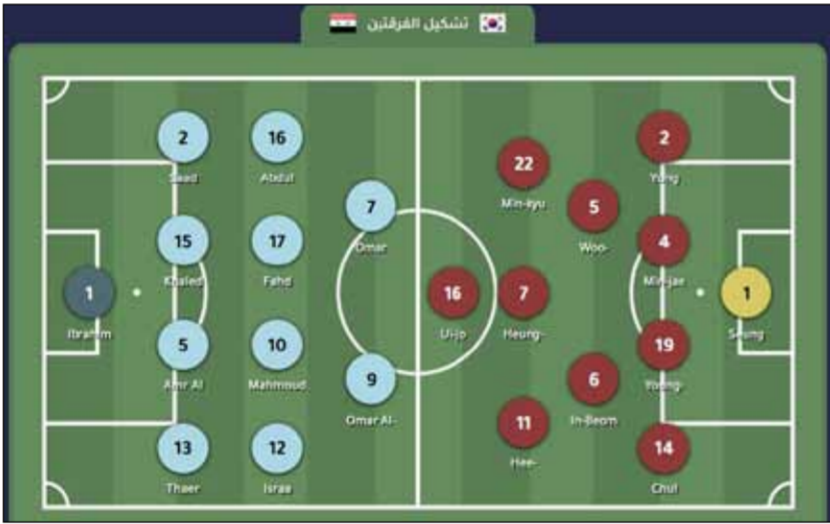 تشكيل الفرقتين
2
Saad
16
Abdul
7
Omar
15
Khaled
17
Fahd
1
Ibrahim
5
Amr Al
10
Mahmoud
9
Omar Al-
13
Thaer
12
Israa
22
Min-kyu
2
Yong
5
Woo-
4
Min-jae
16
Ui-jo
7
Heung-
1
Seung
19
Young-
6
In-Beom
11
Hee-
14
Chul